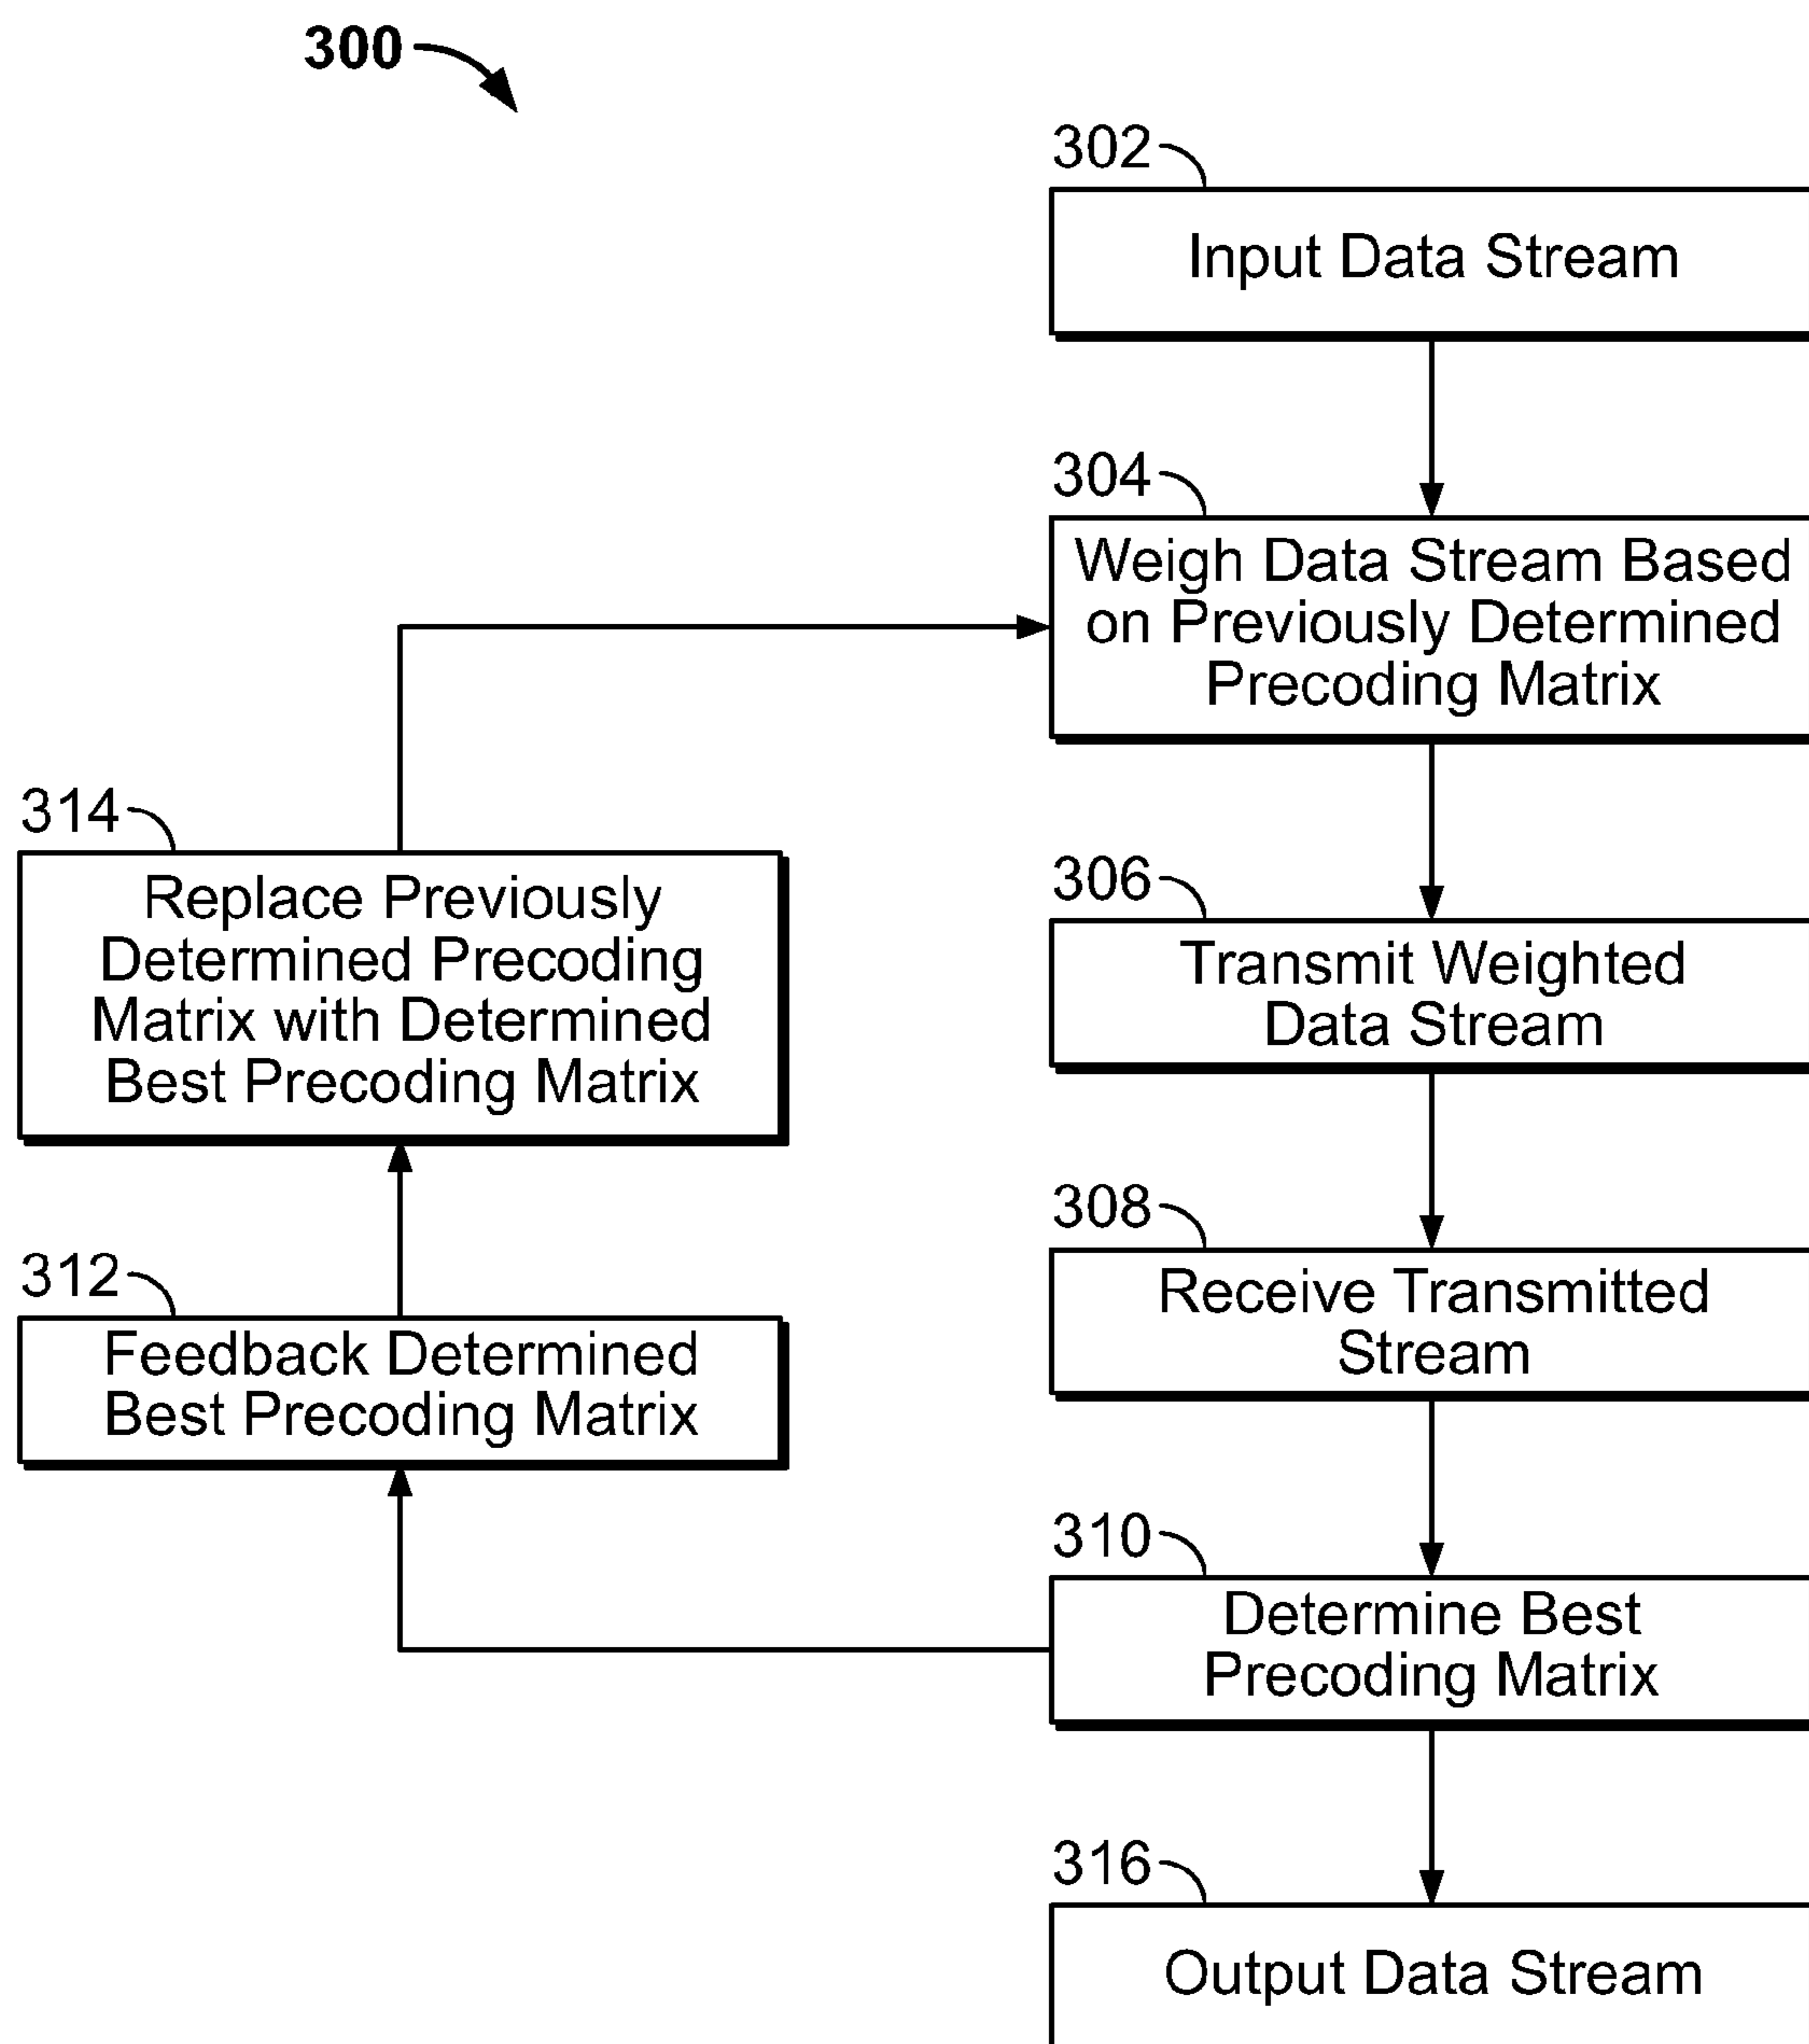 300
302
Input Data Stream
304
Weigh Data Stream Based
on Previously Determined
Precoding Matrix
314
Replace Previously
Determined Precoding
Matrix with Determined
Best Precoding Matrix
306
Transmit Weighted
Data Stream
308
Receive Transmitted
Stream
312
Feedback Determined
Best Precoding Matrix
310
Determine Best
Precoding Matrix
316
Output Data Stream